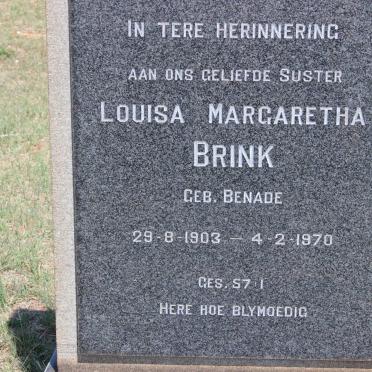 IN TERE HERINNERING
AAN ONS GELIEFDE SUSTER
LOUISA MARGARETHA
BRINK
GEB. BENADE
29-8-1903 — 4-2-1970
GES. 57:1
HERE HOE BLYMOEDIG